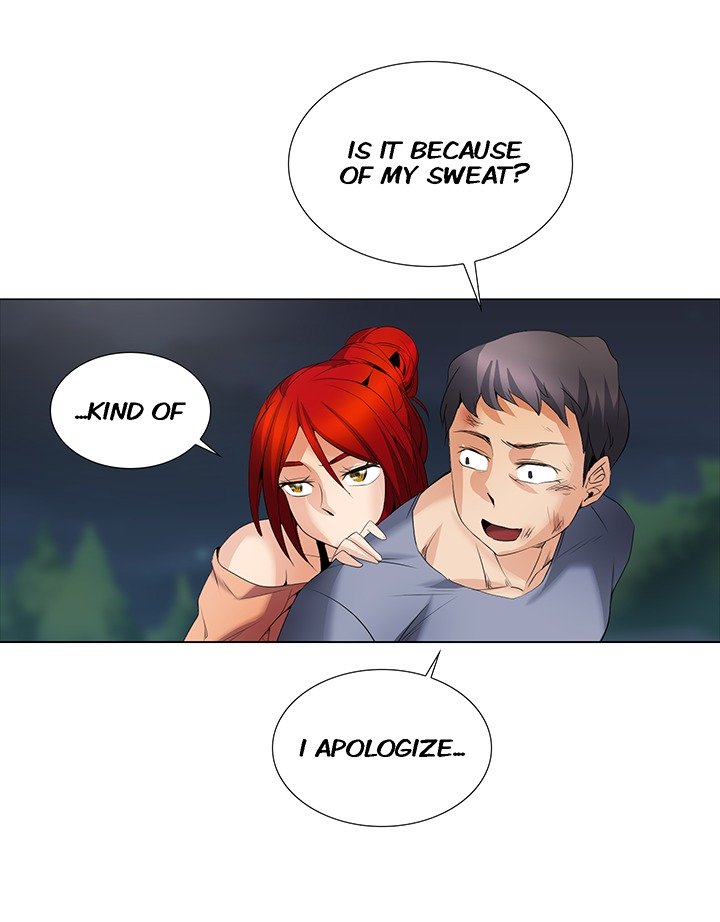 IS IT BECAUSE
OF MY SWEAT?
...KIND OF
I APOLOGIZE...